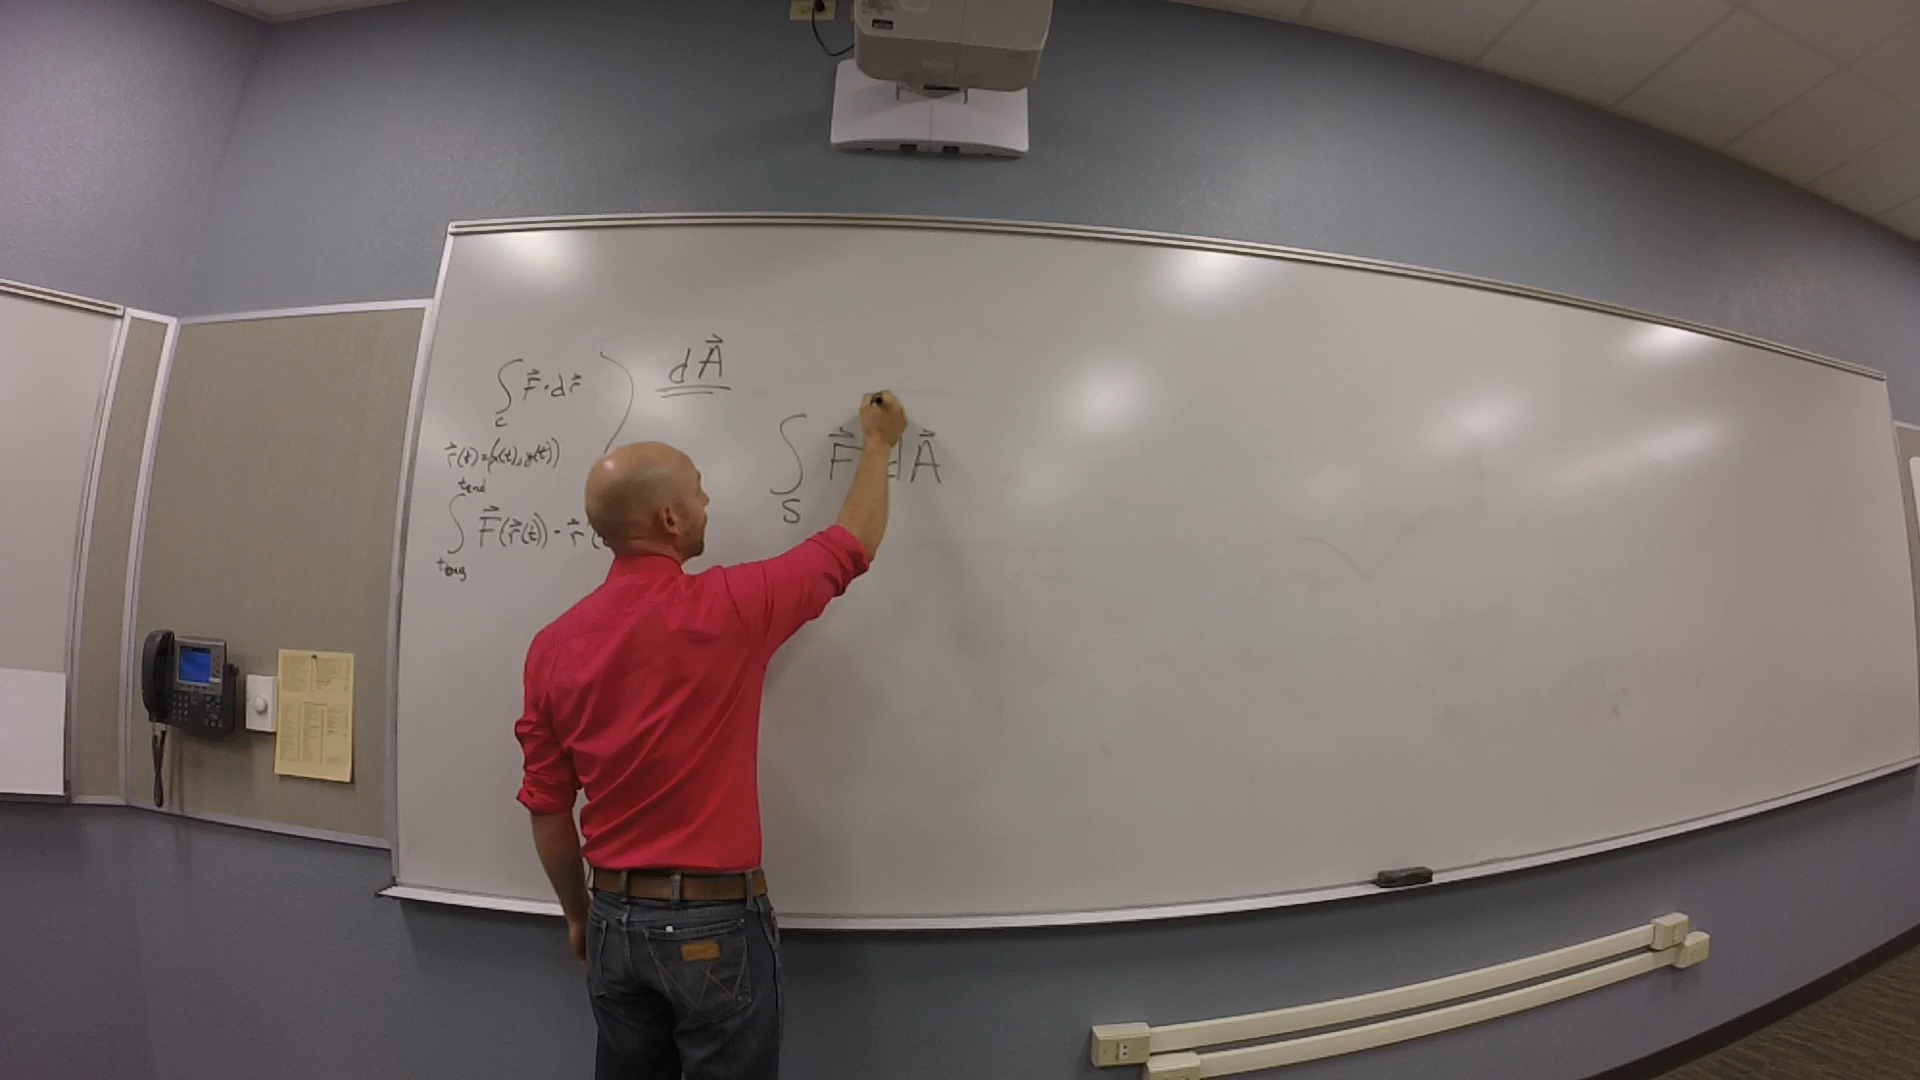 ∫_C F⃗ · dr⃗
r⃗(t) = (x(t), y(t))
∫_{t_beg}^{t_end} F⃗(r⃗(t)) · r⃗'(t
dA⃗
∫_S F⃗ dA⃗